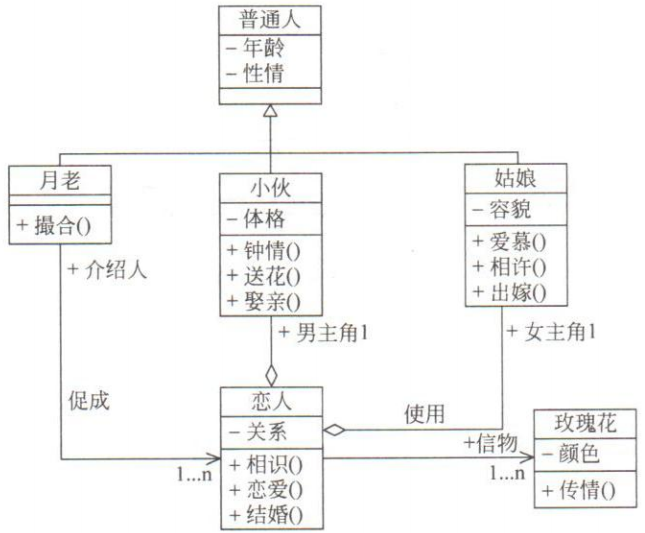 普通人
– 年龄
– 性情
月老
+ 撮合()
小伙
– 体格
+ 钟情()
+ 送花()
+ 娶亲()
姑娘
– 容貌
+ 爱慕()
+ 相许()
+ 出嫁()
+ 介绍人
+ 男主角1
+ 女主角1
促成
1...n
恋人
– 关系
+ 相识()
+ 恋爱()
+ 结婚()
使用
+信物
1...n
玫瑰花
– 颜色
+ 传情()